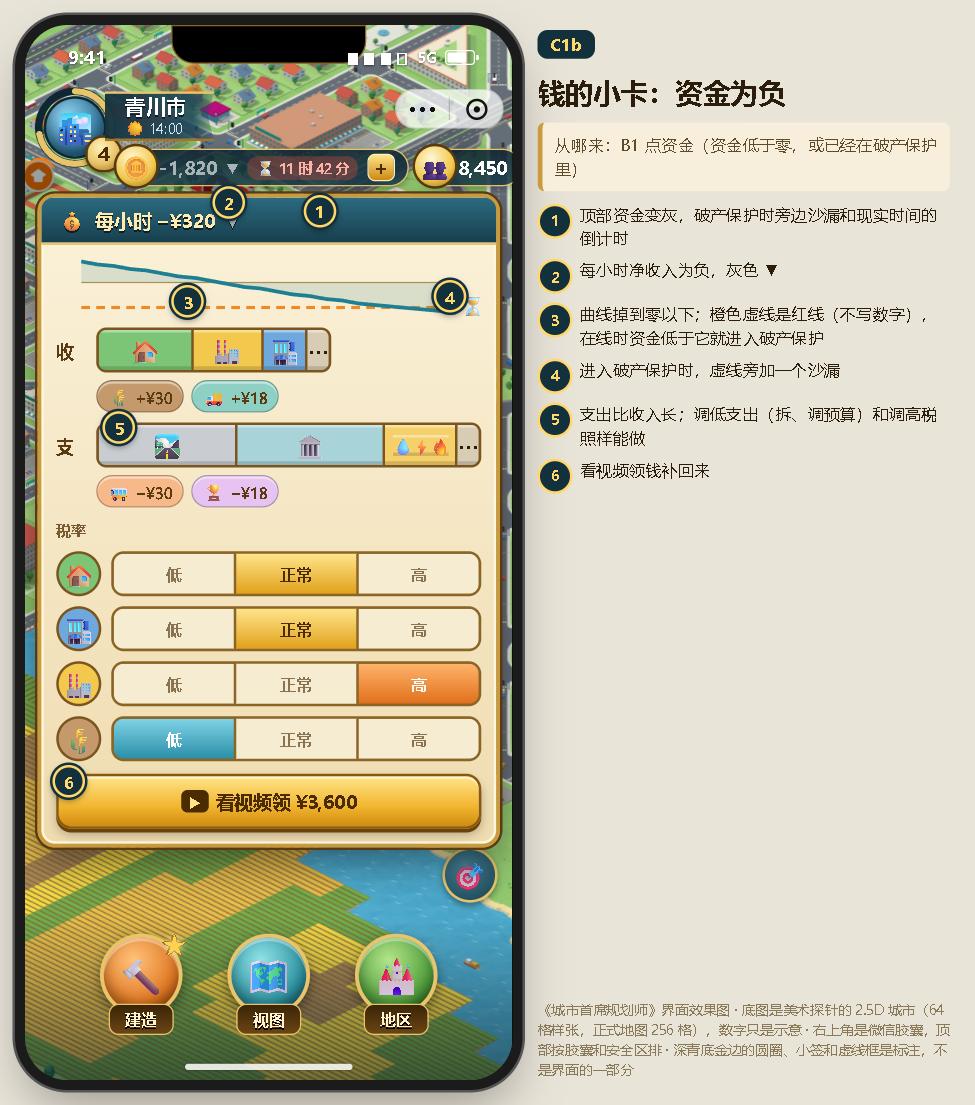 9:41
5G
青川市
14:00
4
-1,820 ▼
11 时 42 分
+
8,450
每小时 −¥320
2
▼
1
3
4
收
...
+¥30
+¥18
5
支
...
−¥30
−¥18
税率
低 正常 高
低 正常 高
低 正常 高
低 正常 高
6
看视频领 ¥3,600
建造
视图
地区
C1b
钱的小卡：资金为负
从哪来：B1 点资金（资金低于零，或已经在破产保护
里）
1 顶部资金变灰，破产保护时旁边沙漏和现实时间的
倒计时
2 每小时净收入为负，灰色 ▼
3 曲线掉到零以下；橙色虚线是红线（不写数字），
在线时资金低于它就进入破产保护
4 进入破产保护时，虚线旁加一个沙漏
5 支出比收入长；调低支出（拆、调预算）和调高税
照样能做
6 看视频领钱补回来
《城市首席规划师》界面效果图 · 底图是美术探针的 2.5D 城市（64
格样张，正式地图 256 格），数字只是示意 · 右上角是微信胶囊，顶
部按胶囊和安全区排 · 深青底金边的圆圈、小签和虚线框是标注，不
是界面的一部分